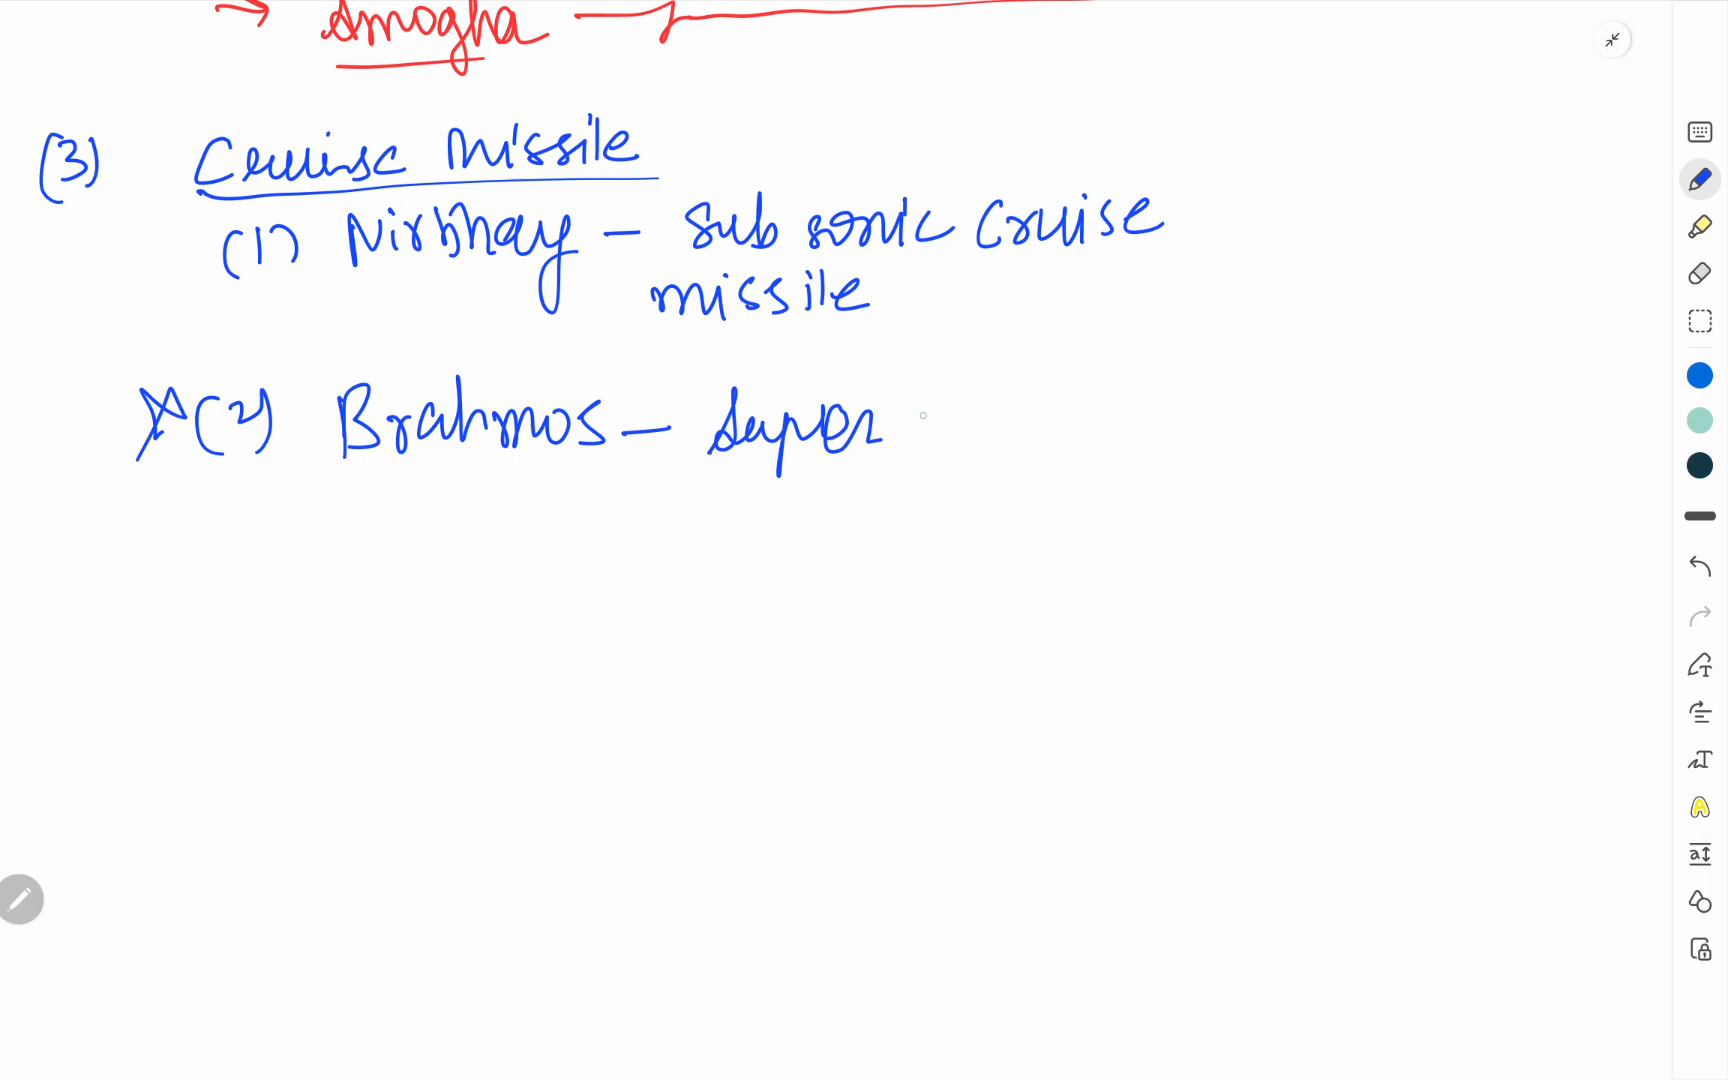 → Amogha —
(3) Cruise missile
(1) Nirbhay – sub sonic cruise
missile
(2) Brahmos – Super